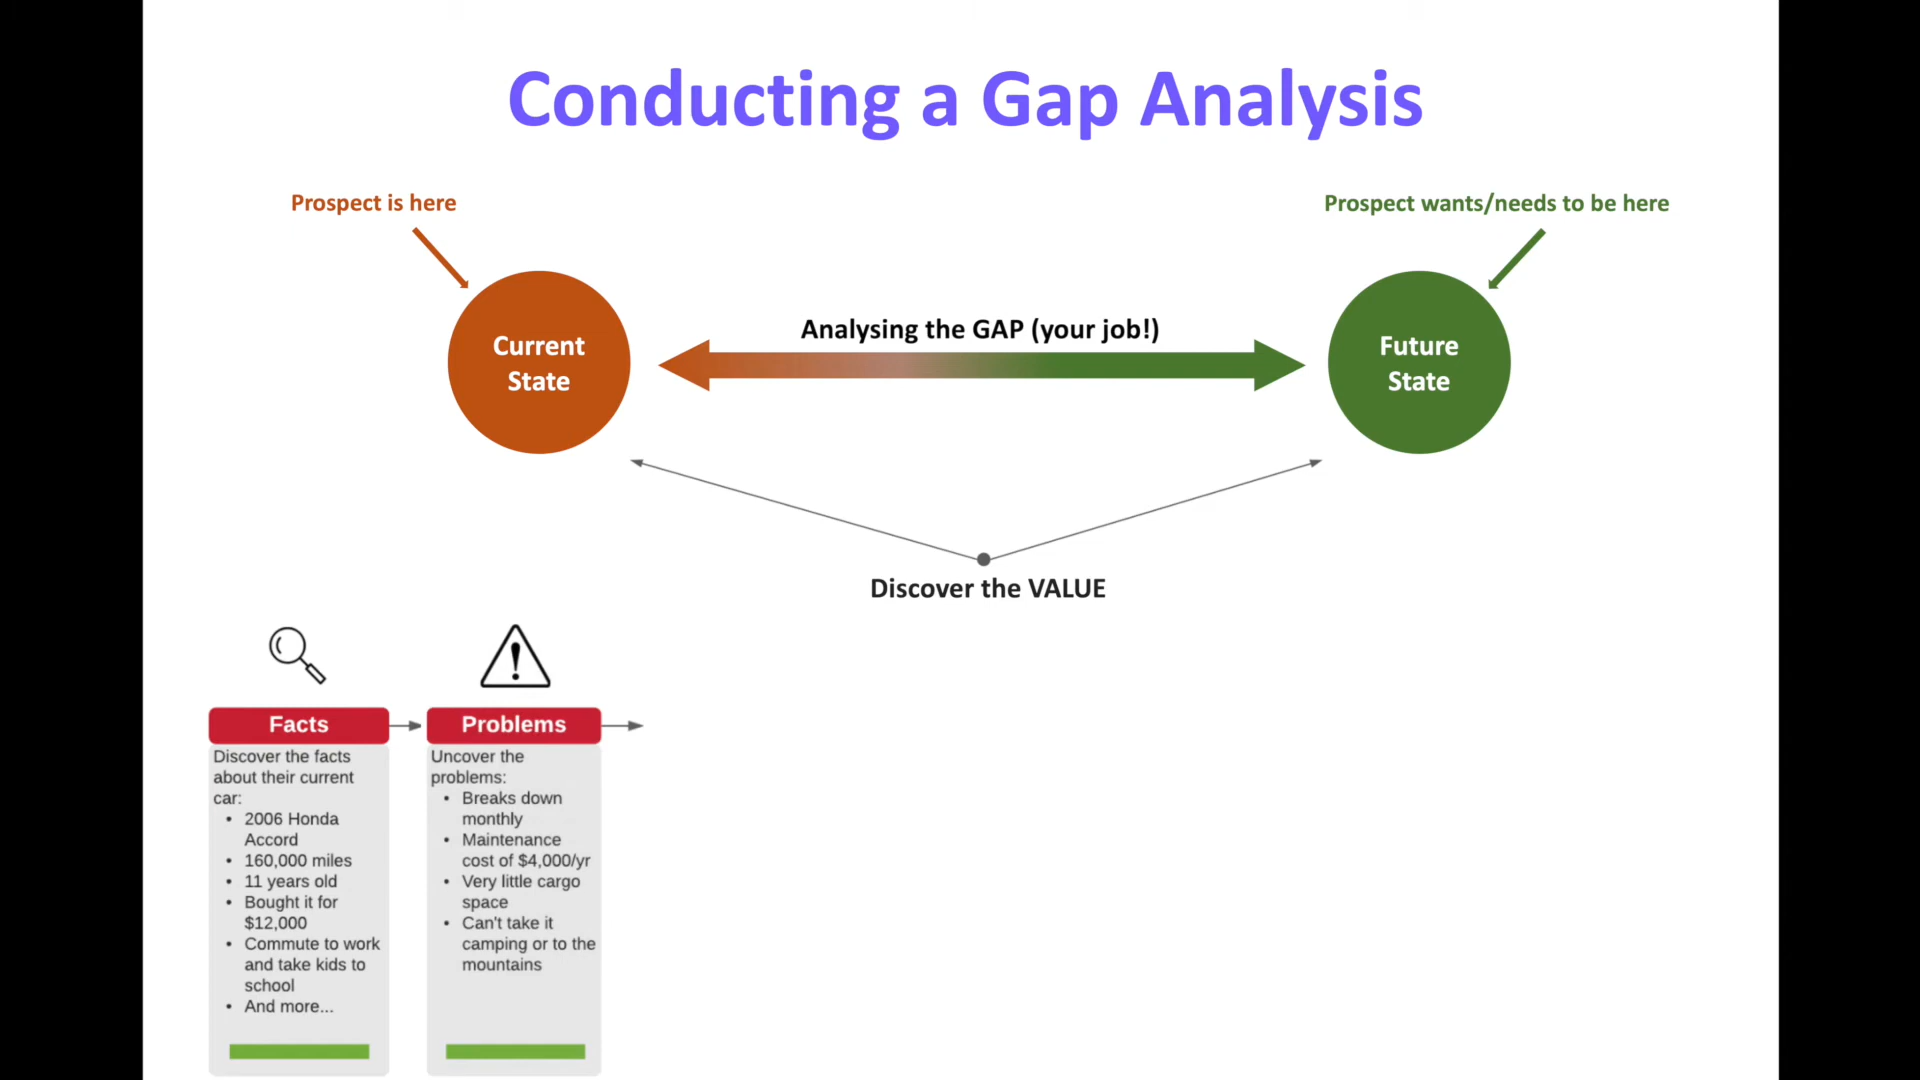 Conducting a Gap Analysis
Prospect is here
Prospect wants/needs to be here
Current
State
Analysing the GAP (your job!)
Future
State
Discover the VALUE
Facts
Discover the facts
about their current
car:
• 2006 Honda
Accord
• 160,000 miles
• 11 years old
• Bought it for
$12,000
• Commute to work
and take kids to
school
• And more...
Problems
Uncover the
problems:
• Breaks down
monthly
• Maintenance
cost of $4,000/yr
• Very little cargo
space
• Can't take it
camping or to the
mountains